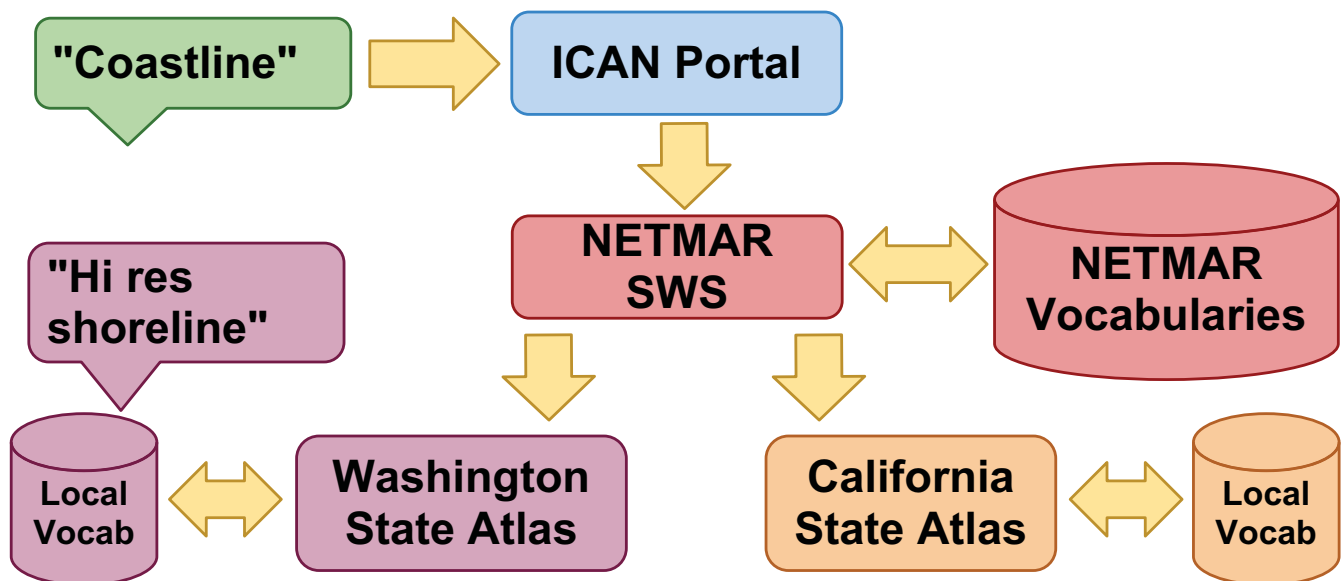 "Coastline"
ICAN Portal
NETMAR
SWS
NETMAR
Vocabularies
"Hi res
shoreline"
Local
Vocab
Washington
State Atlas
California
State Atlas
Local
Vocab